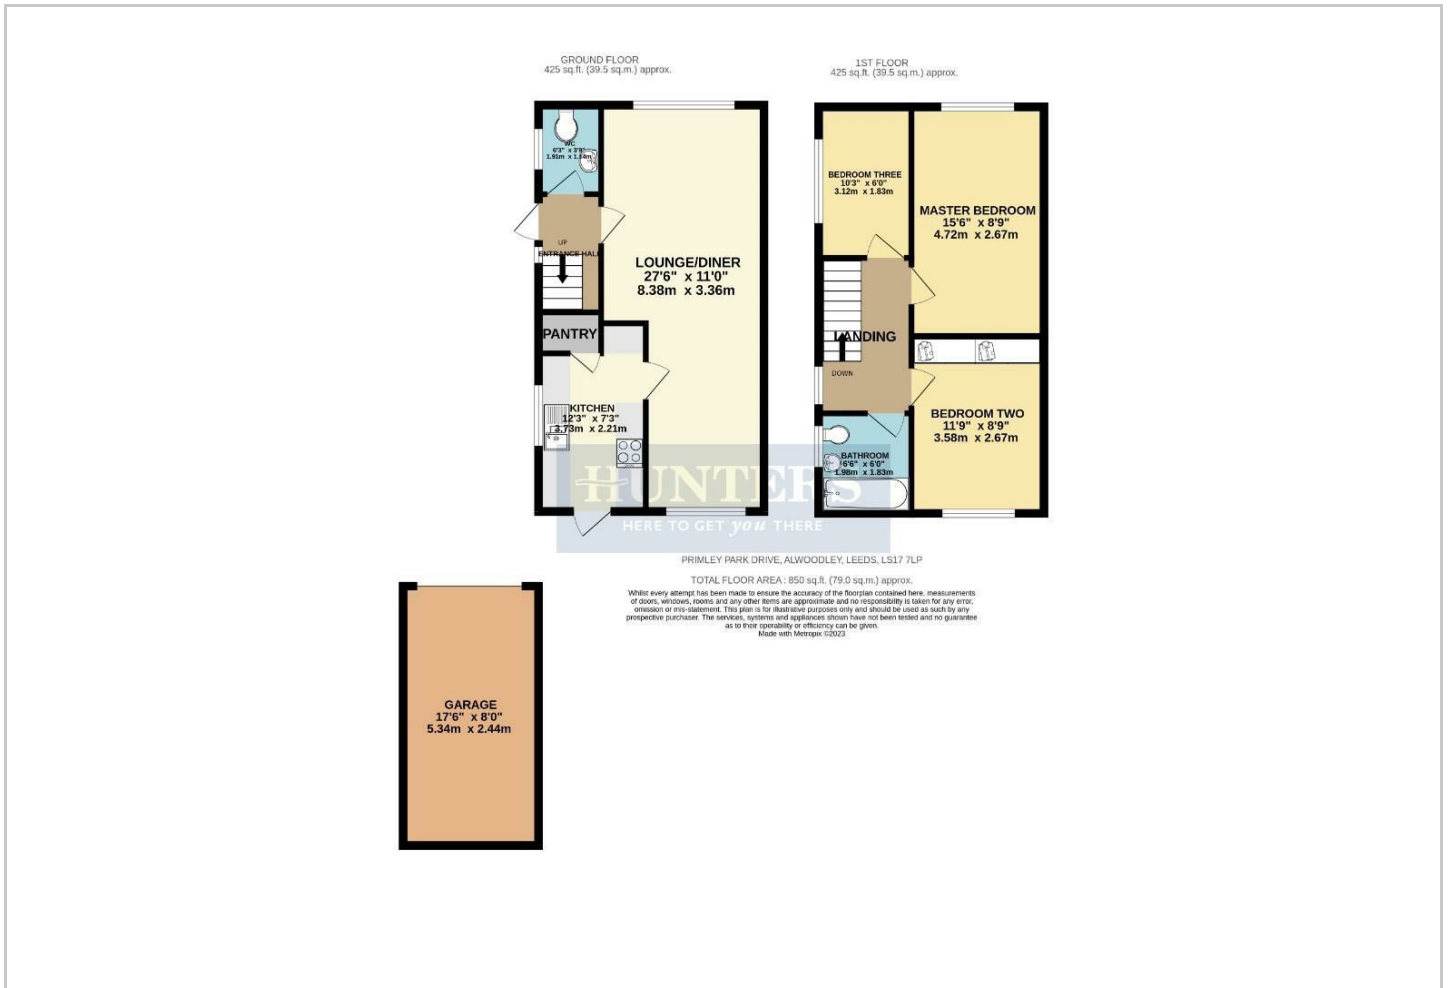 GROUND FLOOR
425 sq.ft. (39.5 sq.m.) approx.
1ST FLOOR
425 sq.ft. (39.5 sq.m.) approx.
WC
6'3" x 3'9"
UP
ENTRANCE HALL
LOUNGE/DINER
27'6" x 11'0"
8.38m x 3.36m
PANTRY
KITCHEN
12'3" x 7'3"
3.73m x 2.21m
BEDROOM THREE
10'3" x 6'0"
3.12m x 1.83m
MASTER BEDROOM
15'6" x 8'9"
4.72m x 2.67m
LANDING
DOWN
BEDROOM TWO
11'9" x 8'9"
3.58m x 2.67m
BATHROOM
6'6" x 6'0"
1.98m x 1.83m
HUNTERS
HERE TO GET you THERE
PRIMLEY PARK DRIVE, ALWOODLEY, LEEDS, LS17 7LP
TOTAL FLOOR AREA : 850 sq.ft. (79.0 sq.m.) approx.
Whilst every attempt has been made to ensure the accuracy of the floorplan contained here, measurements
of doors, windows, rooms and any other items are approximate and no responsibility is taken for any error,
omission or mis-statement. This plan is for illustrative purposes only and should be used as such by any
prospective purchaser. The services, systems and appliances shown have not been tested and no guarantee
as to their operability or efficiency can be given.
Made with Metropix ©2023
GARAGE
17'6" x 8'0"
5.34m x 2.44m